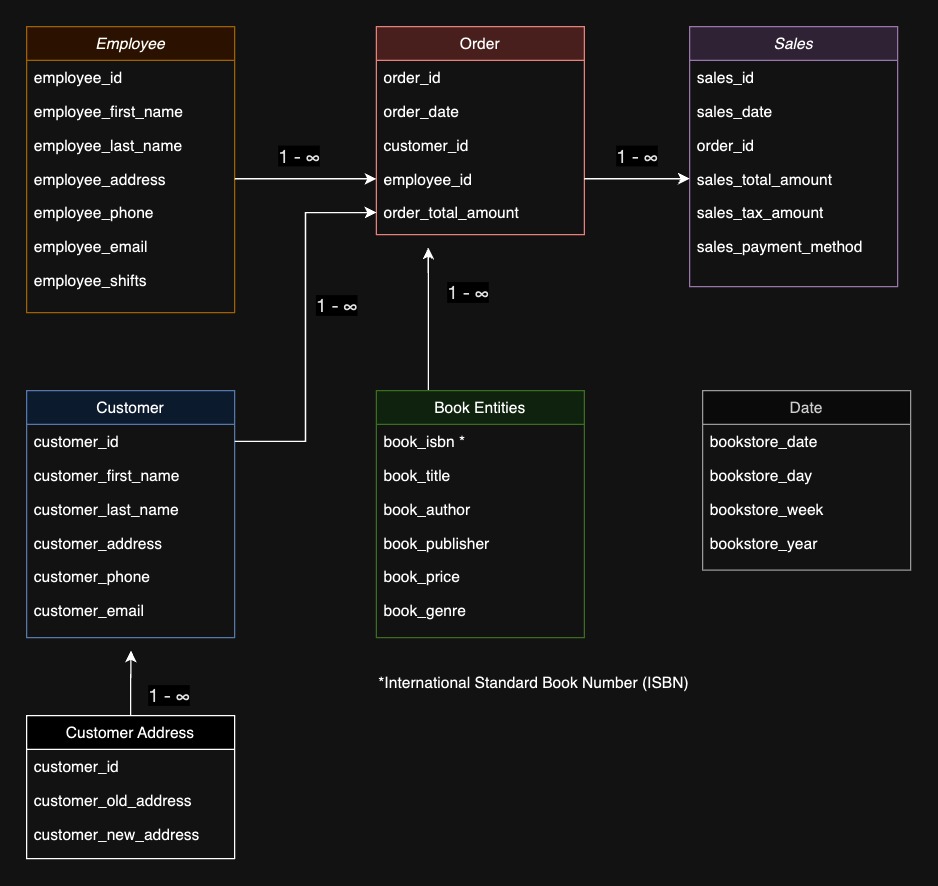 Employee
employee_id
employee_first_name
employee_last_name
employee_address
employee_phone
employee_email
employee_shifts
1 - ∞
Order
order_id
order_date
customer_id
employee_id
order_total_amount
1 - ∞
Sales
sales_id
sales_date
order_id
sales_total_amount
sales_tax_amount
sales_payment_method
1 - ∞
1 - ∞
Customer
customer_id
customer_first_name
customer_last_name
customer_address
customer_phone
customer_email
Book Entities
book_isbn *
book_title
book_author
book_publisher
book_price
book_genre
Date
bookstore_date
bookstore_day
bookstore_week
bookstore_year
*International Standard Book Number (ISBN)
1 - ∞
Customer Address
customer_id
customer_old_address
customer_new_address